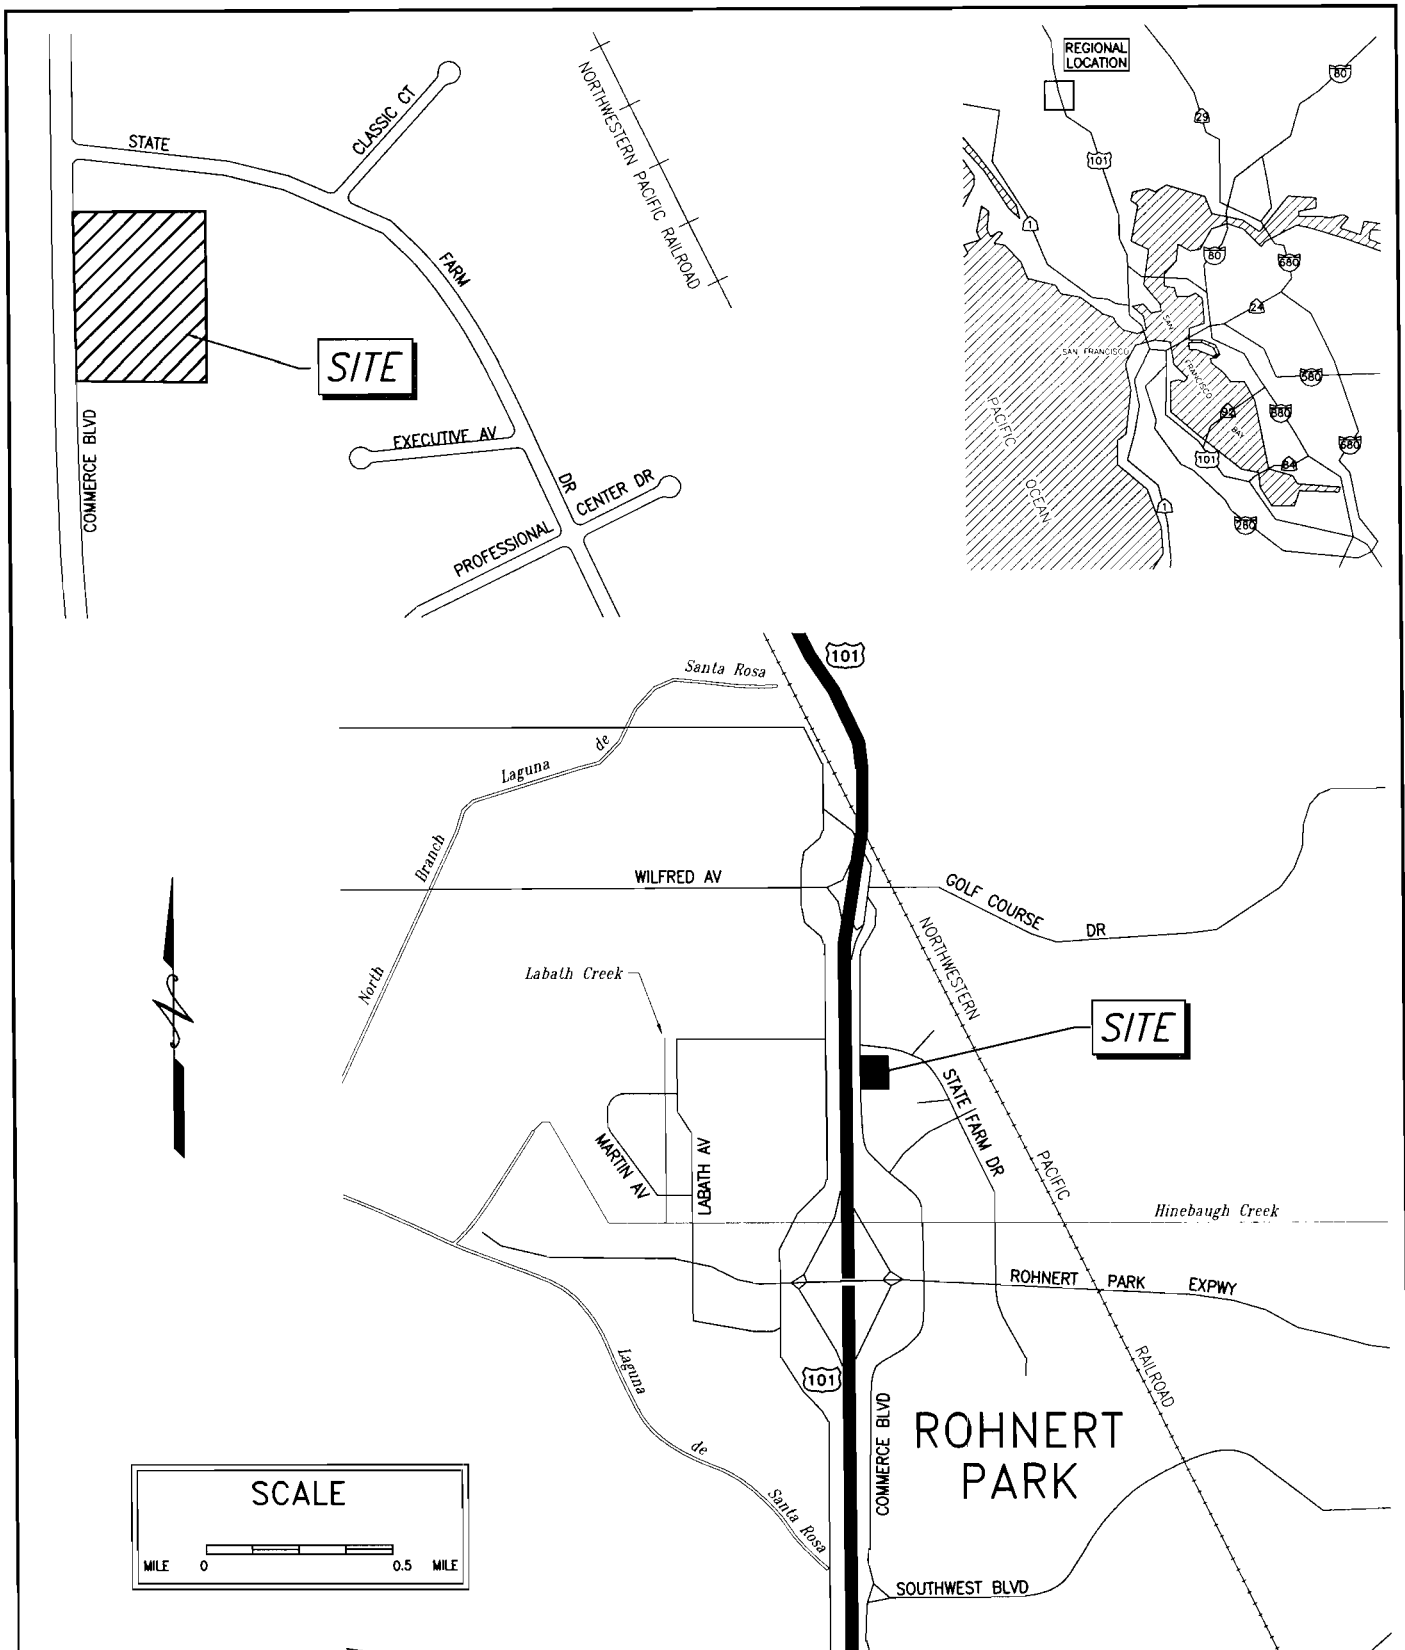 STATE
CLASSIC CT
NORTHWESTERN PACIFIC RAILROAD
FARM
SITE
COMMERCE BLVD
EXECUTIVE AV
DR
CENTER DR
PROFESSIONAL
REGIONAL
LOCATION
80
29
101
1
80
680
24
SAN FRANCISCO
SAN
FRANCISCO
BAY
580
92
880
680
101
84
1
280
PACIFIC
OCEAN
101
Santa Rosa
de
Laguna
Branch
North
WILFRED AV
GOLF COURSE DR
NORTHWESTERN
Labath Creek
SITE
STATE FARM DR
MARTIN AV
LABATH AV
PACIFIC
Hinebaugh Creek
ROHNERT PARK EXPWY
Laguna
de
Santa Rosa
101
RAILROAD
COMMERCE BLVD
ROHNERT
PARK
SCALE
MILE 0 0.5 MILE
SOUTHWEST BLVD